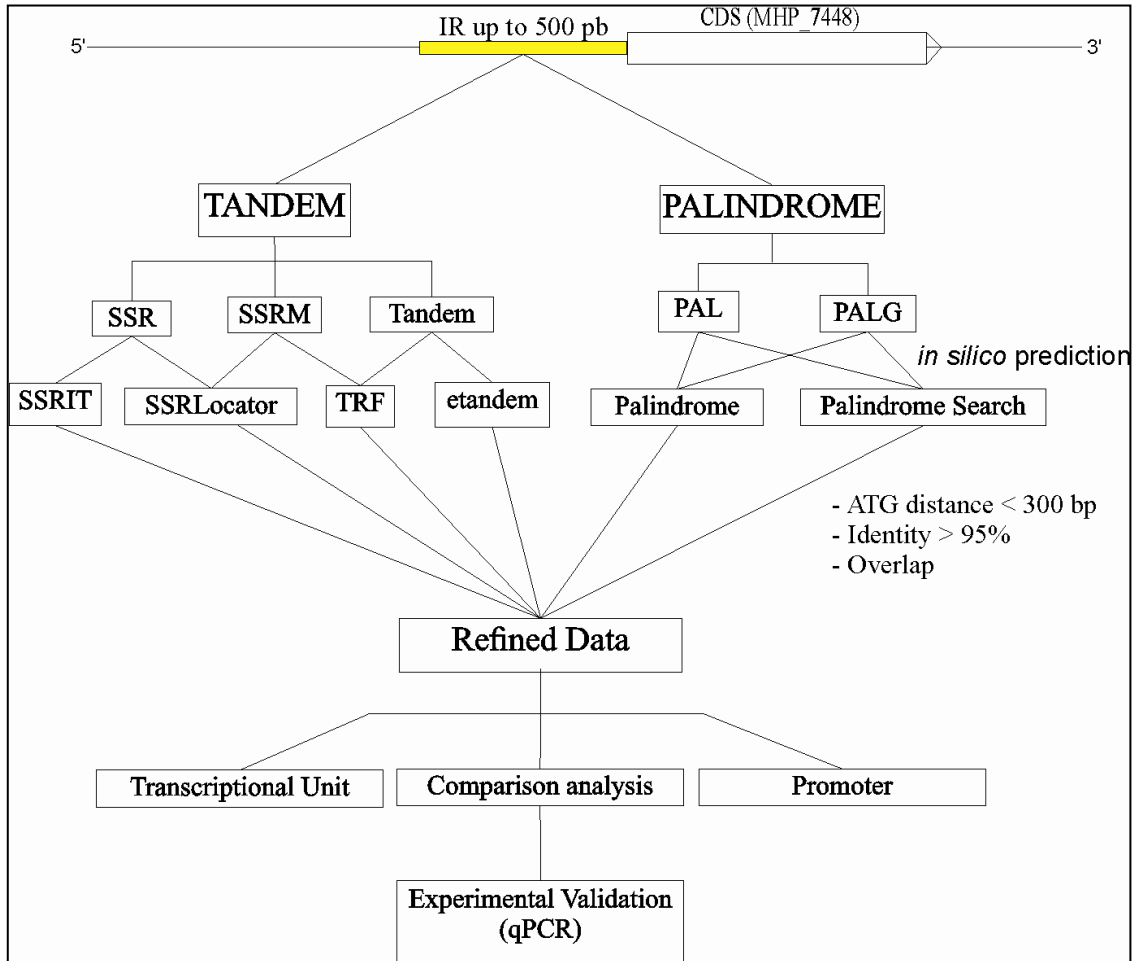 IR up to 500 pb
CDS (MHP_7448)
5'
3'
TANDEM
PALINDROME
SSR
SSRM
Tandem
PAL
PALG
in silico prediction
SSRIT
SSRLocator
TRF
etandem
Palindrome
Palindrome Search
- ATG distance < 300 bp
- Identity > 95%
- Overlap
Refined Data
Transcriptional Unit
Comparison analysis
Promoter
Experimental Validation
(qPCR)